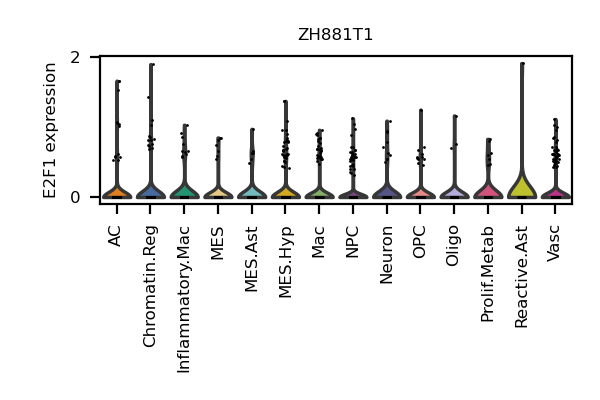 ZH881T1
E2F1 expression
2
0
AC
Chromatin.Reg
Inflammatory.Mac
MES
MES.Ast
MES.Hyp
Mac
NPC
Neuron
OPC
Oligo
Prolif.Metab
Reactive.Ast
Vasc